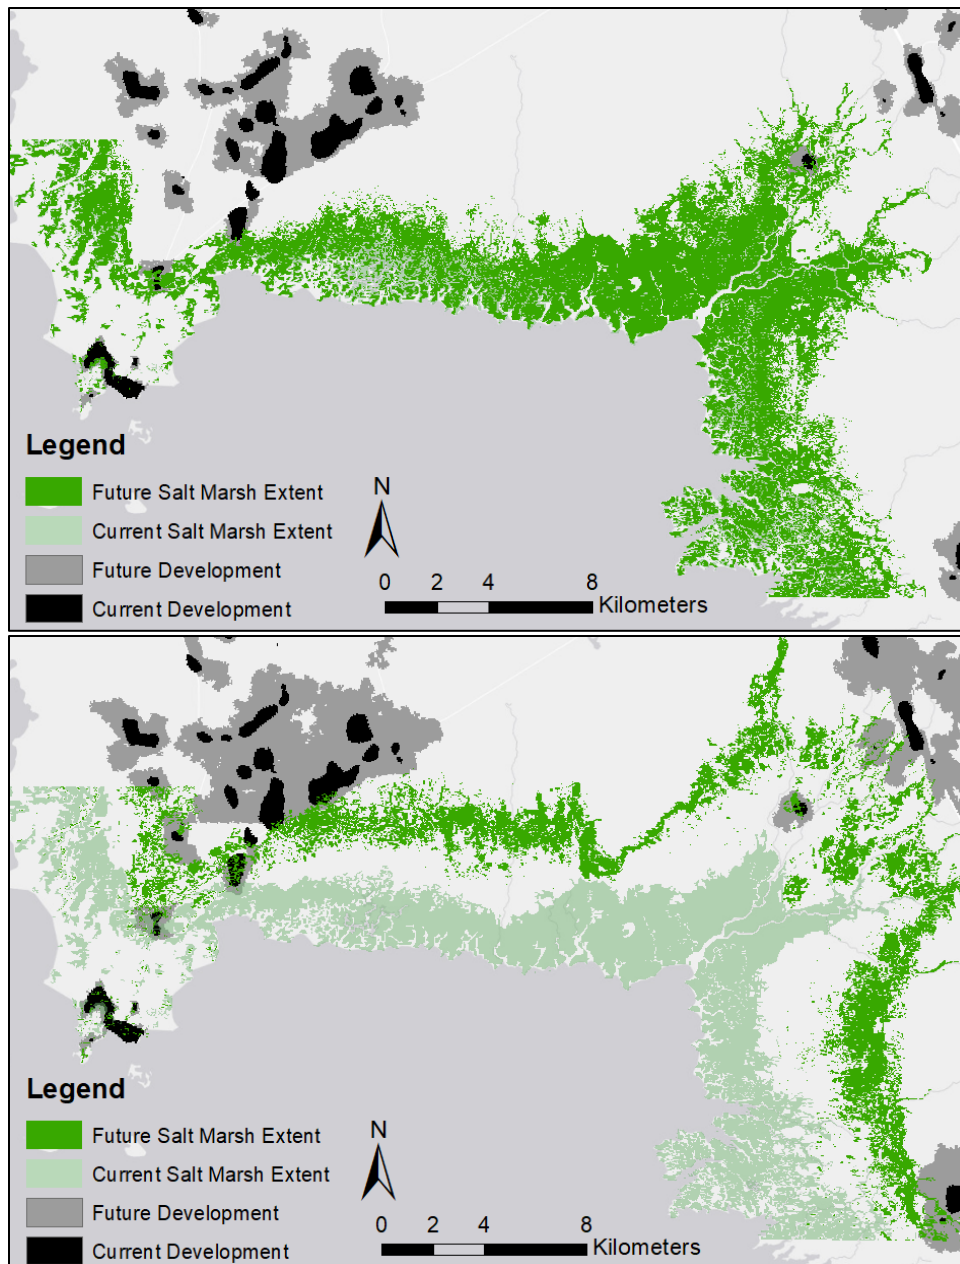 Legend
Future Salt Marsh Extent
Current Salt Marsh Extent
Future Development
Current Development
N
0 2 4 8
Kilometers
Legend
Future Salt Marsh Extent
Current Salt Marsh Extent
Future Development
Current Development
N
0 2 4 8
Kilometers